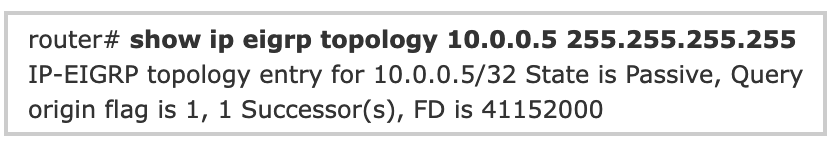 router# show ip eigrp topology 10.0.0.5 255.255.255.255
IP-EIGRP topology entry for 10.0.0.5/32 State is Passive, Query
origin flag is 1, 1 Successor(s), FD is 41152000